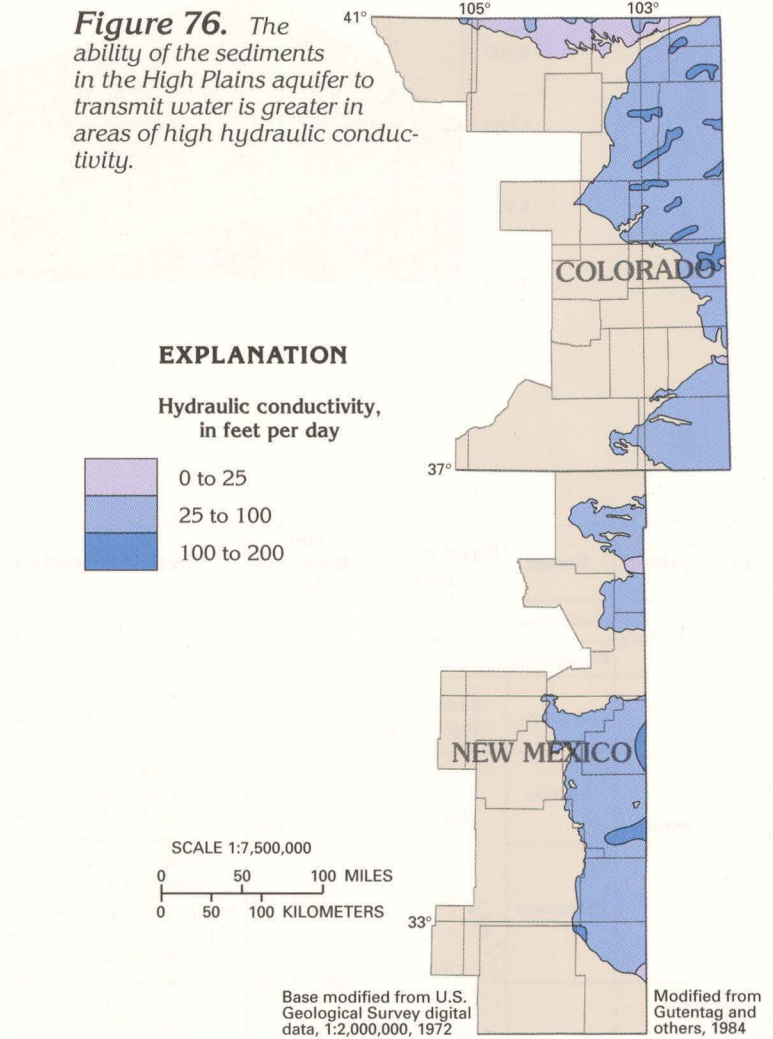 Figure 76. The
ability of the sediments
in the High Plains aquifer to
transmit water is greater in
areas of high hydraulic conduc-
tivity.
41°
105°
103°
COLORADO
EXPLANATION
Hydraulic conductivity,
in feet per day
0 to 25
25 to 100
100 to 200
37°
NEW MEXICO
SCALE 1:7,500,000
0 50 100 MILES
0 50 100 KILOMETERS
33°
Base modified from U.S.
Geological Survey digital
data, 1:2,000,000, 1972
Modified from
Gutentag and
others, 1984